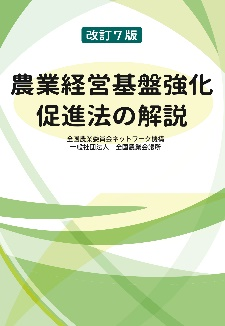 改訂7版
農業経営基盤強化
促進法の解説
全国農業委員会ネットワーク機構
一般社団法人　全国農業会議所